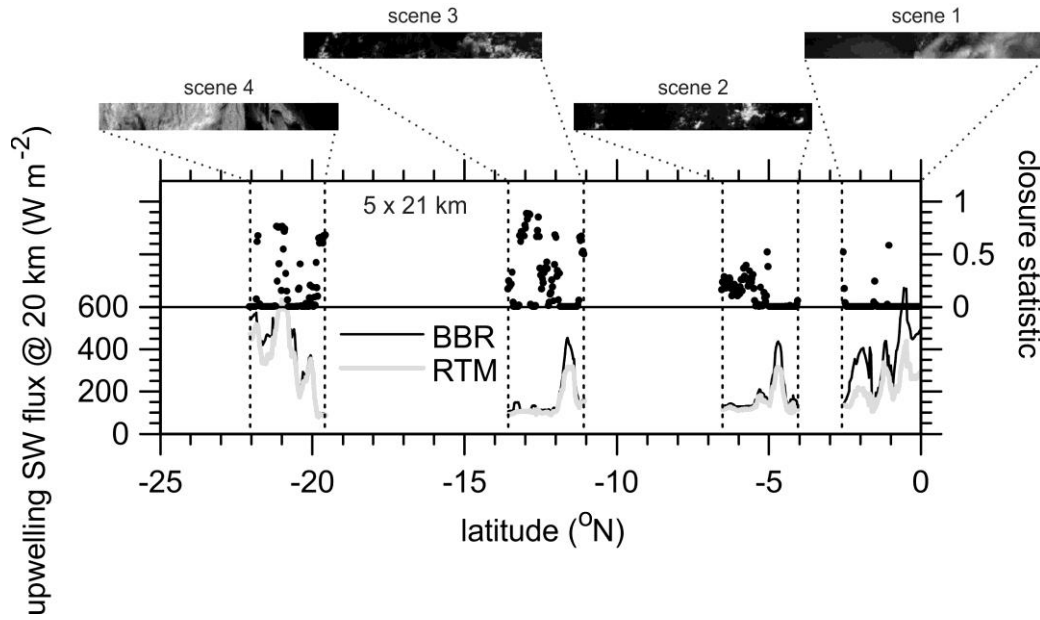 scene 3
scene 1
scene 4
scene 2
upwelling SW flux @ 20 km (W m⁻²)
closure statistic
5 x 21 km
1
0.5
0
600
400
200
0
BBR
RTM
-25
-20
-15
-10
-5
0
latitude (ºN)